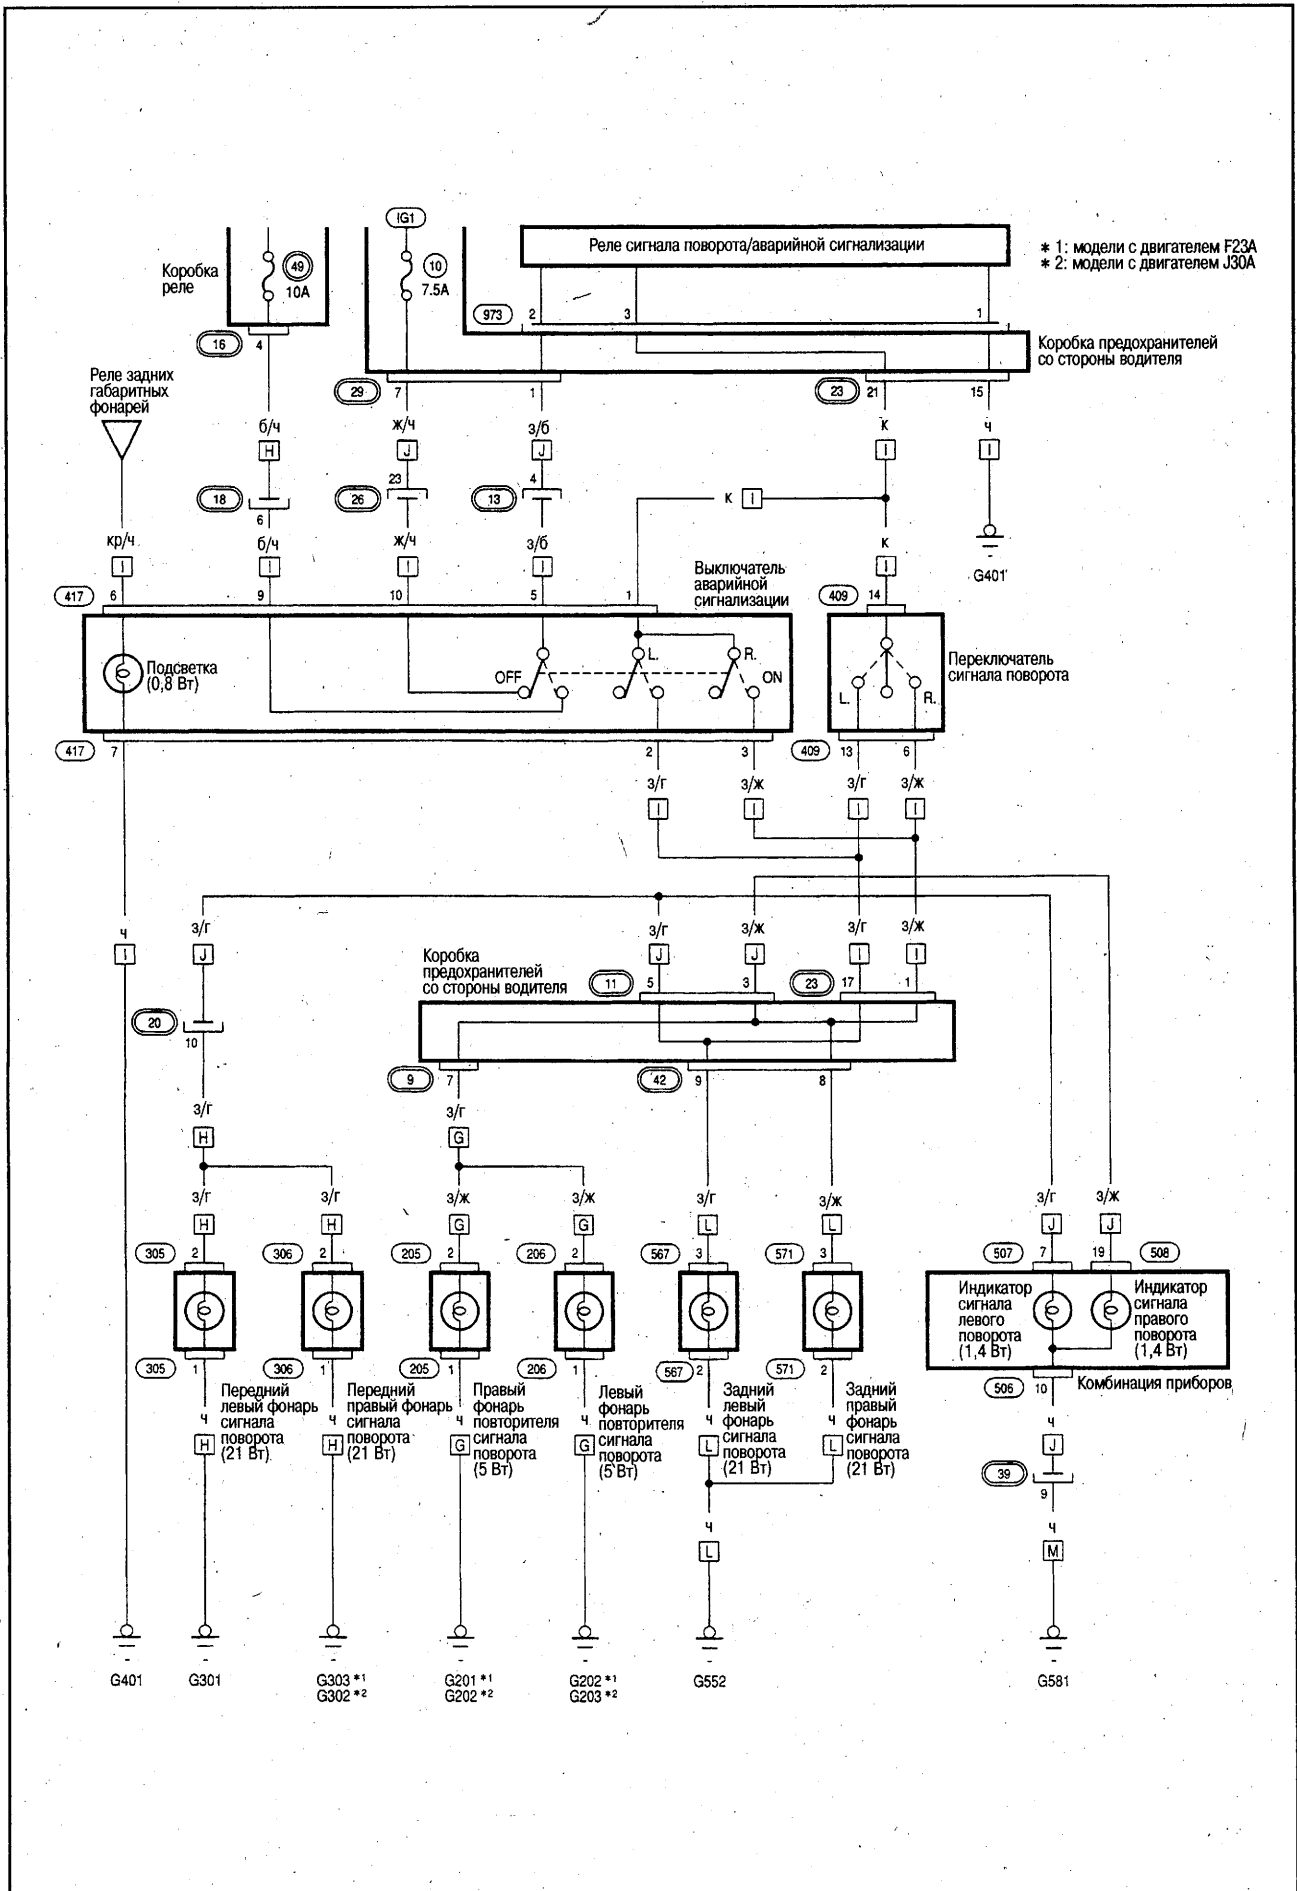 IG1
Реле сигнала поворота/аварийной сигнализации
* 1: модели с двигателем F23A
* 2: модели с двигателем J30A
Коробка
реле
49
10A
10
7.5A
973
2
3
1
16
4
Коробка предохранителей
со стороны водителя
Реле задних
габаритных
фонарей
29
7
1
23
21
15
б/ч
ж/ч
з/б
к
ч
H
J
J
I
I
18
6
26
23
13
4
к
I
G401
кр/ч
б/ч
ж/ч
з/б
к
I
I
I
I
I
Выключатель
аварийной
сигнализации
417
6
9
10
5
1
409
14
Подсветка
(0,8 Вт)
OFF
L.
R.
ON
L.
R.
Переключатель
сигнала поворота
417
7
2
3
409
13
6
з/г
з/ж
з/г
з/ж
I
I
I
I
ч
I
з/г
J
з/г
з/ж
з/г
з/ж
J
J
I
I
Коробка
предохранителей
со стороны водителя
11
5
3
23
17
1
20
10
9
7
42
9
8
з/г
H
з/г
G
з/г
з/г
з/ж
з/ж
з/г
з/ж
з/г
з/ж
H
H
G
G
L
L
J
J
305
2
306
2
205
2
206
2
567
3
571
3
507
7
19
508
Индикатор
сигнала
левого
поворота
(1,4 Вт)
Индикатор
сигнала
правого
поворота
(1,4 Вт)
305
1
306
1
205
1
206
1
567
2
571
2
506
10
Комбинация приборов
Передний
левый фонарь
сигнала
поворота
(21 Вт)
Передний
правый фонарь
сигнала
поворота
(21 Вт)
Правый
фонарь
повторителя
сигнала
поворота
(5 Вт)
Левый
фонарь
повторителя
сигнала
поворота
(5 Вт)
Задний
левый
фонарь
сигнала
поворота
(21 Вт)
Задний
правый
фонарь
сигнала
поворота
(21 Вт)
ч
ч
ч
ч
ч
ч
ч
H
H
G
G
L
L
J
39
9
ч
L
ч
M
G401
G301
G303 *1
G302 *2
G201 *1
G202 *2
G202 *1
G203 *2
G552
G581